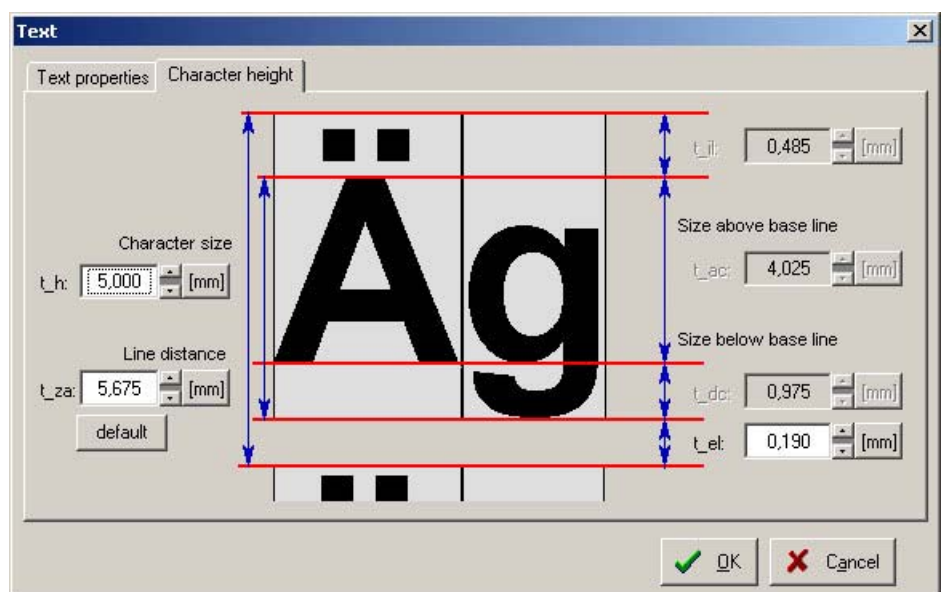 Text
Text properties
Character height
t_il: 0,485 [mm]
Äg
Character size
t_h: 5,000 [mm]
Size above base line
t_ac: 4,025 [mm]
Line distance
t_za: 5,675 [mm]
default
Size below base line
t_dc: 0,975 [mm]
t_el: 0,190 [mm]
OK
Cancel